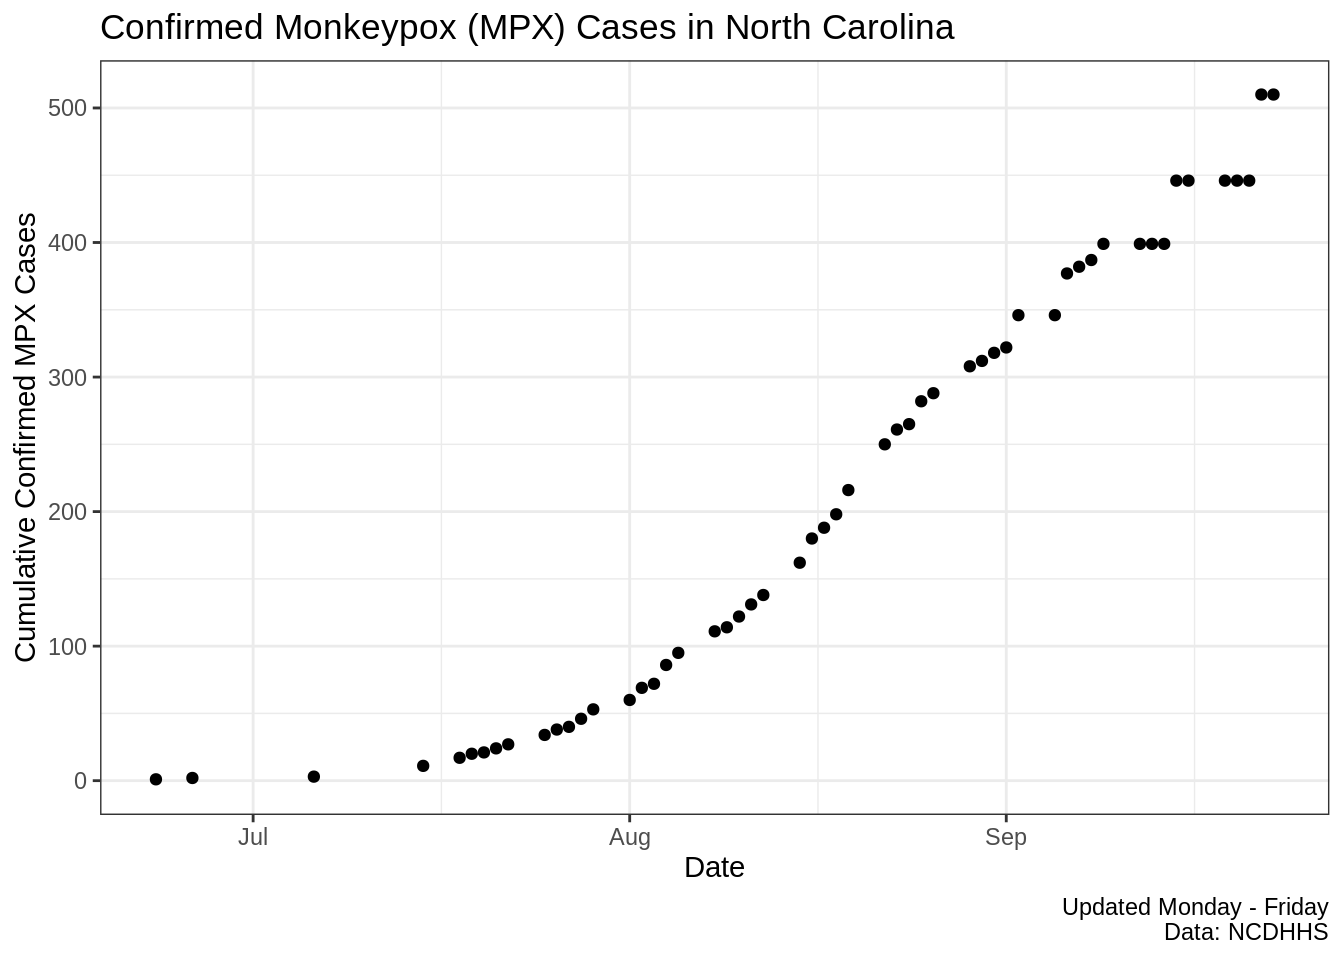 Confirmed Monkeypox (MPX) Cases in North Carolina
Cumulative Confirmed MPX Cases
500
400
300
200
100
0
Jul
Aug
Sep
Date
Updated Monday - Friday
Data: NCDHHS